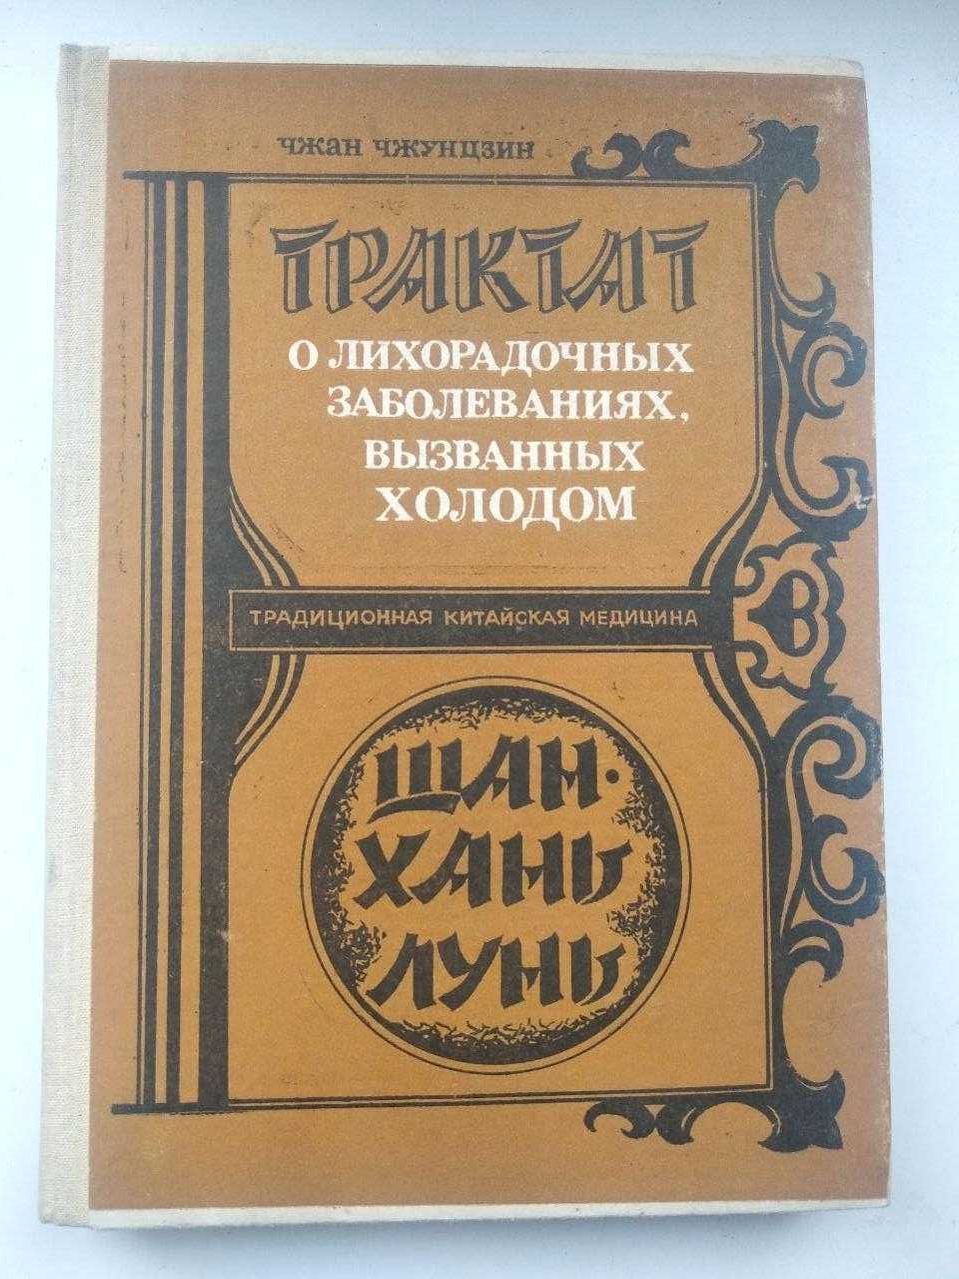 ЧЖАН ЧЖУНЦЗИН
ТРАКТАТ
О ЛИХОРАДОЧНЫХ
ЗАБОЛЕВАНИЯХ,
ВЫЗВАННЫХ
ХОЛОДОМ
ТРАДИЦИОННАЯ КИТАЙСКАЯ МЕДИЦИНА
ШАН·
ХАНЬ
ЛУНЬ